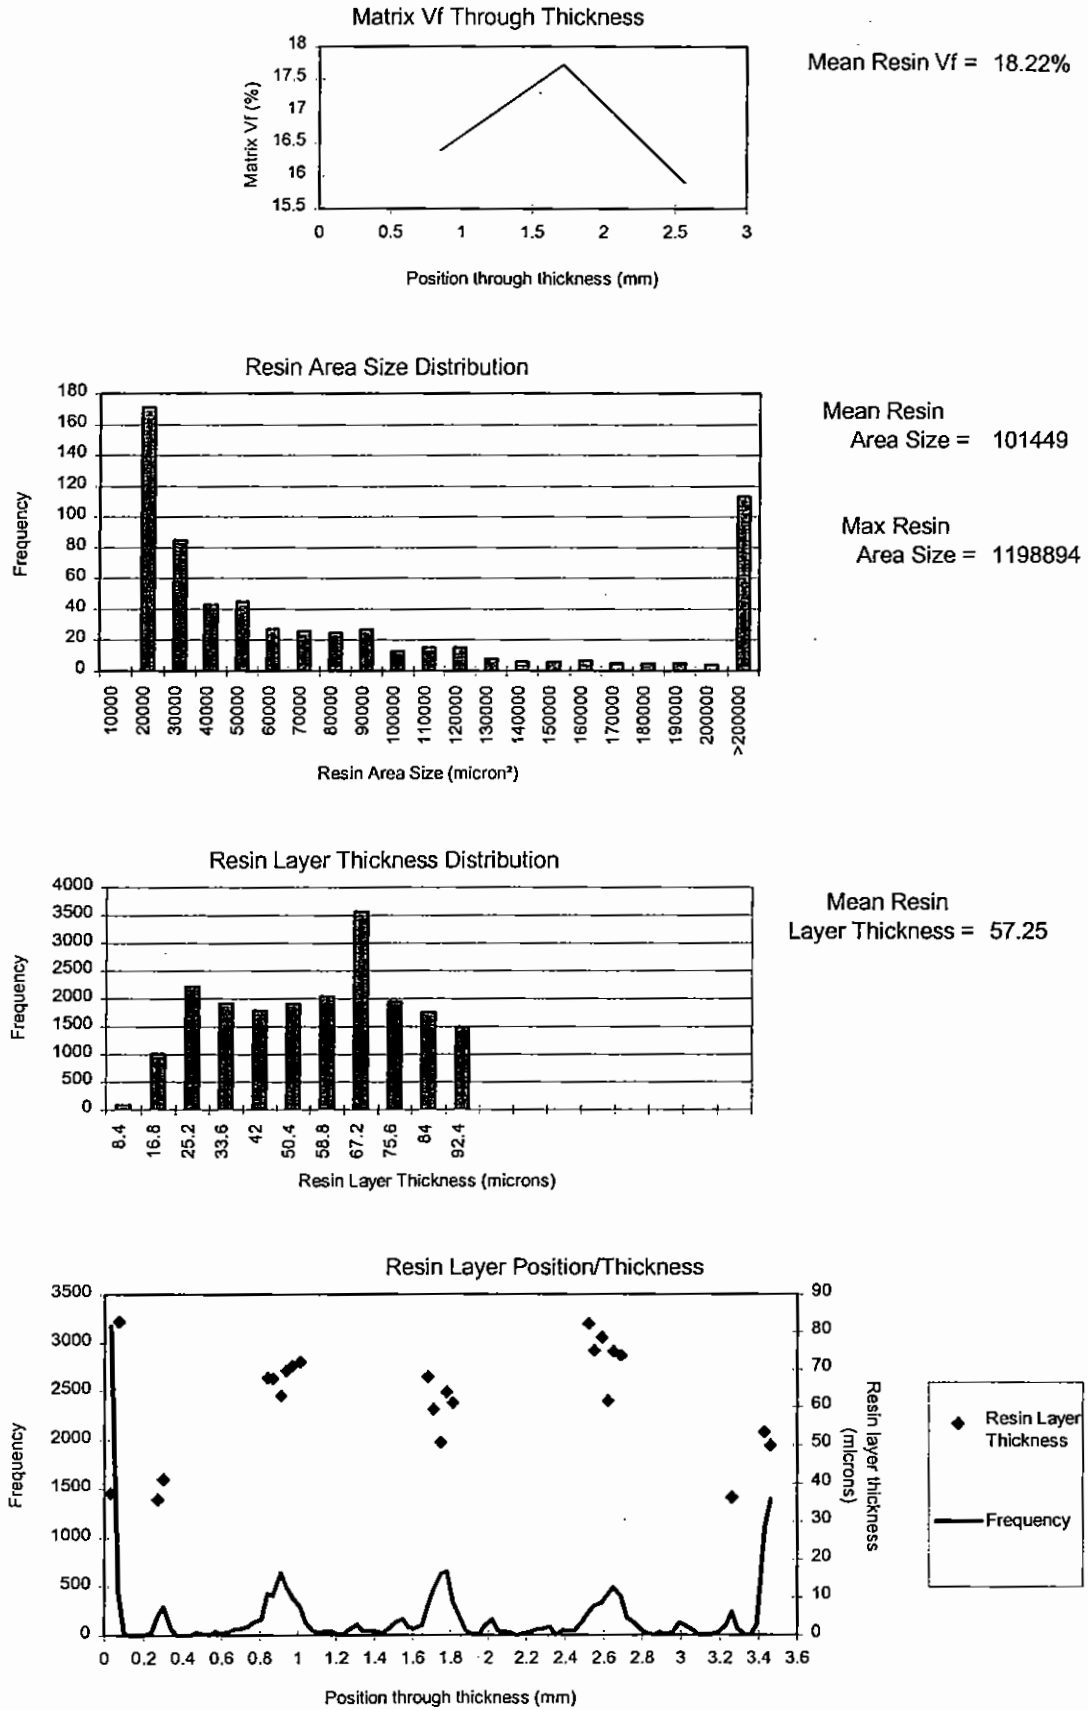 Matrix Vf Through Thickness
Mean Resin Vf = 18.22%
Matrix Vf (%)
18
17.5
17
16.5
16
15.5
0 0.5 1 1.5 2 2.5 3
Position through thickness (mm)
Resin Area Size Distribution
Mean Resin
Area Size = 101449
Max Resin
Area Size = 1198894
Frequency
180
160
140
120
100
80
60
40
20
0
10000 20000 30000 40000 50000 60000 70000 80000 90000 100000 110000 120000 130000 140000 150000 160000 170000 180000 190000 200000 >200000
Resin Area Size (micron²)
Resin Layer Thickness Distribution
Mean Resin
Layer Thickness = 57.25
Frequency
4000
3500
3000
2500
2000
1500
1000
500
0
8.4 16.8 25.2 33.6 42 50.4 58.8 67.2 75.6 84 92.4
Resin Layer Thickness (microns)
Resin Layer Position/Thickness
Frequency
3500
3000
2500
2000
1500
1000
500
0
90
80
70
60
50
40
30
20
10
0
Resin layer thickness
(microns)
Resin Layer
Thickness
Frequency
0 0.2 0.4 0.6 0.8 1 1.2 1.4 1.6 1.8 2 2.2 2.4 2.6 2.8 3 3.2 3.4 3.6
Position through thickness (mm)